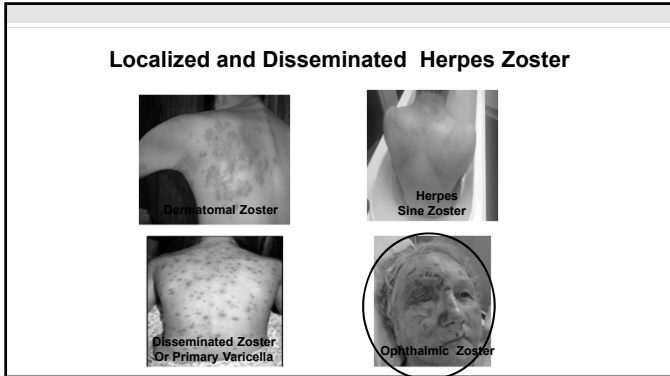 Localized and Disseminated Herpes Zoster
Dermatomal Zoster
Herpes
Sine Zoster
Disseminated Zoster
Or Primary Varicella
Ophthalmic Zoster